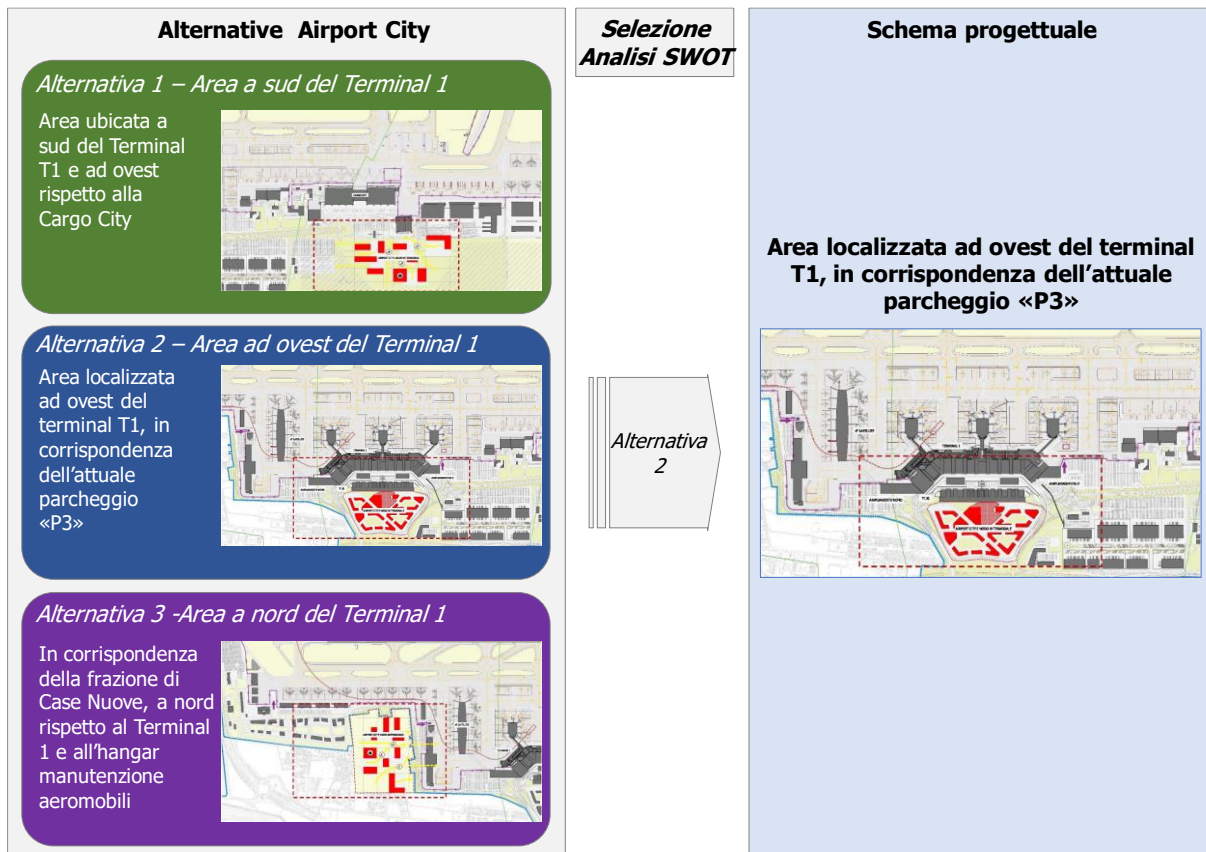 Alternative Airport City
Alternativa 1 – Area a sud del Terminal 1
Area ubicata a
sud del Terminal
T1 e ad ovest
rispetto alla
Cargo City
Alternativa 2 – Area ad ovest del Terminal 1
Area localizzata
ad ovest del
terminal T1, in
corrispondenza
dell'attuale
parcheggio
«P3»
Alternativa 3 -Area a nord del Terminal 1
In corrispondenza
della frazione di
Case Nuove, a nord
rispetto al Terminal
1 e all'hangar
manutenzione
aeromobili
Selezione
Analisi SWOT
Alternativa
2
Schema progettuale
Area localizzata ad ovest del terminal
T1, in corrispondenza dell'attuale
parcheggio «P3»
TERMINAL 1
AMPLIAMENTO NORD